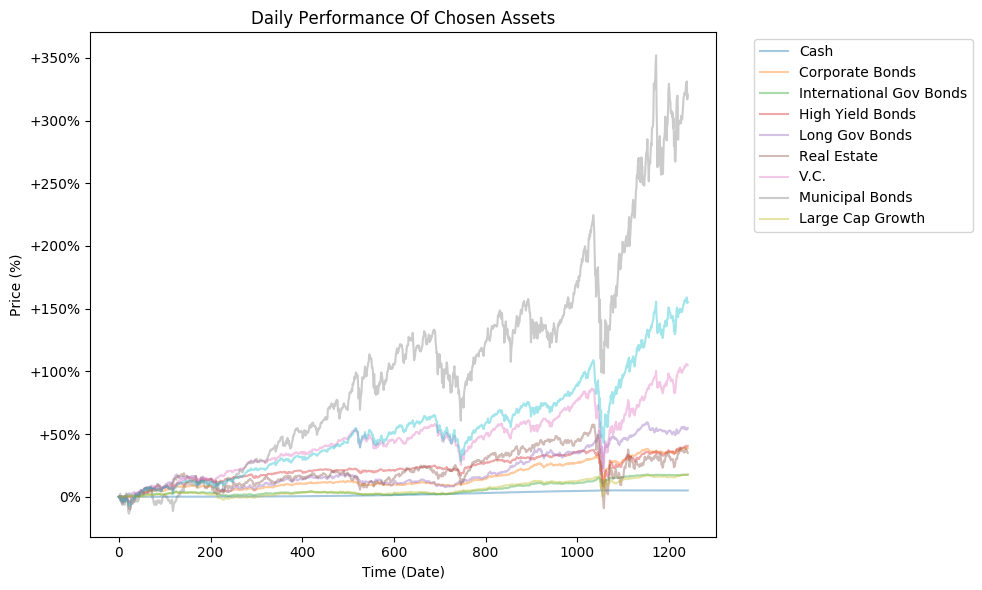 Daily Performance Of Chosen Assets
+350%
+300%
+250%
+200%
+150%
+100%
+50%
0%
Price (%)
0 200 400 600 800 1000 1200
Time (Date)
Cash
Corporate Bonds
International Gov Bonds
High Yield Bonds
Long Gov Bonds
Real Estate
V.C.
Municipal Bonds
Large Cap Growth